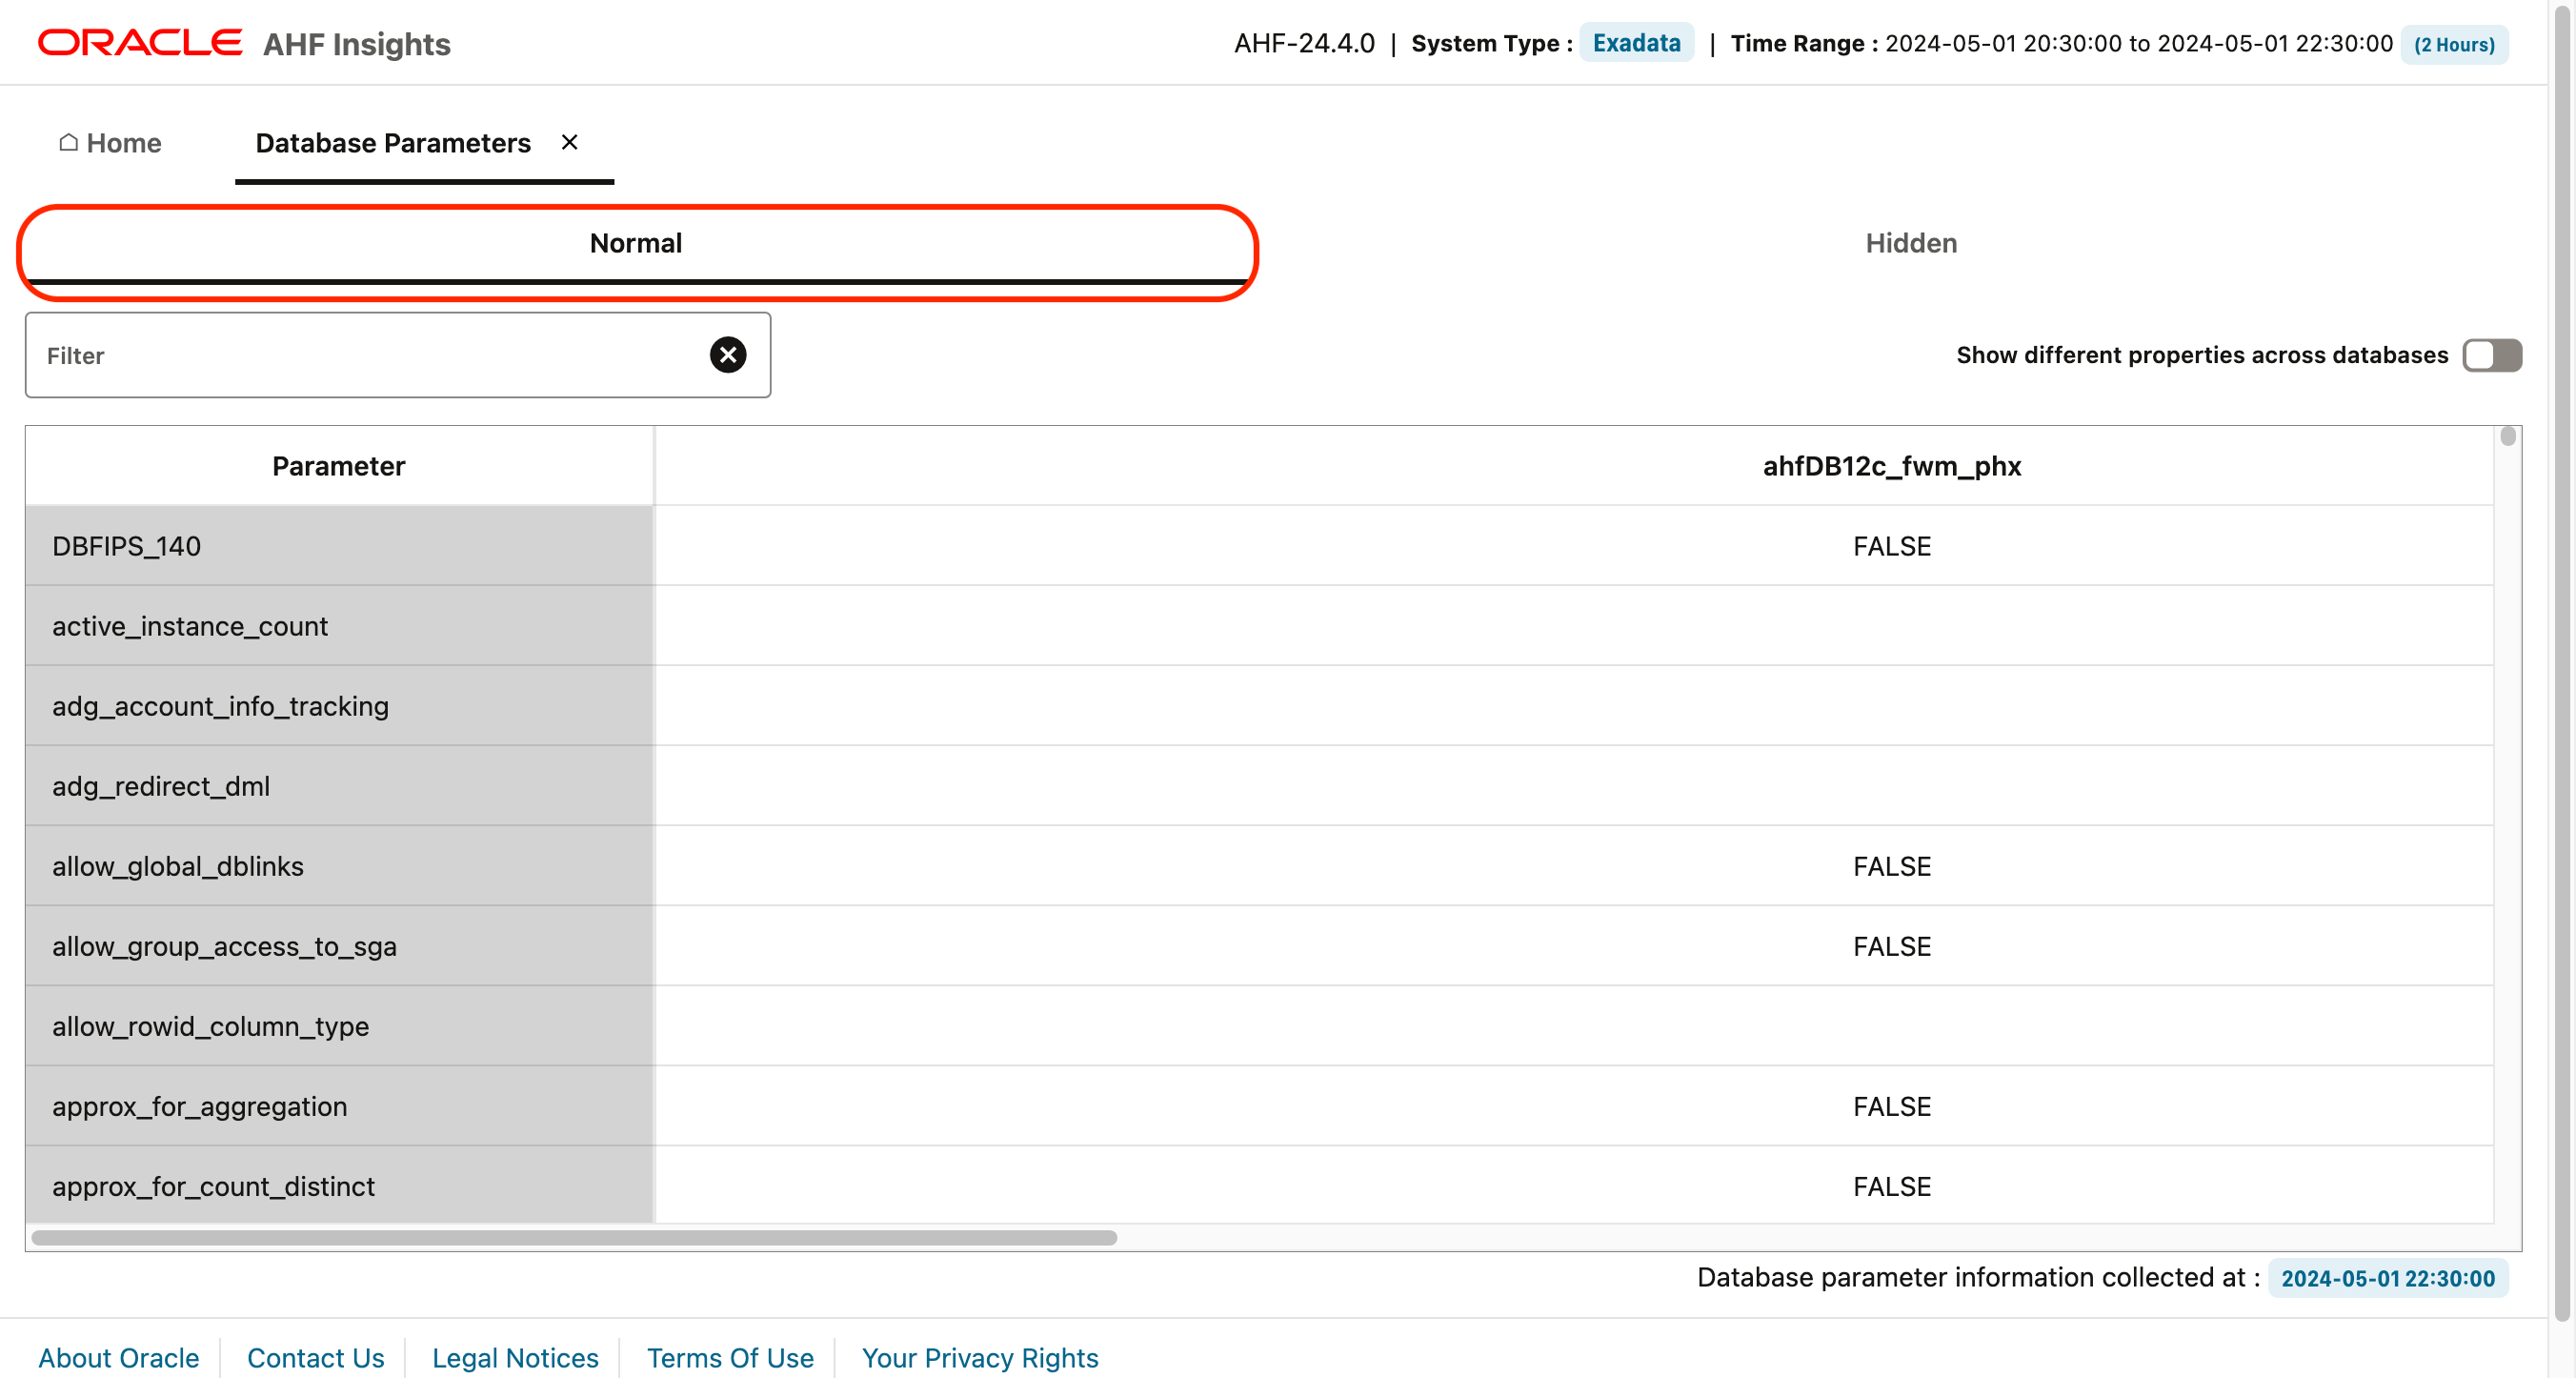 ORACLE AHF Insights
AHF-24.4.0 | System Type : Exadata | Time Range : 2024-05-01 20:30:00 to 2024-05-01 22:30:00 (2 Hours)
Home
Database Parameters
Normal
Hidden
Filter
Show different properties across databases
Parameter ahfDB12c_fwm_phx
DBFIPS_140 FALSE
active_instance_count
adg_account_info_tracking
adg_redirect_dml
allow_global_dblinks FALSE
allow_group_access_to_sga FALSE
allow_rowid_column_type
approx_for_aggregation FALSE
approx_for_count_distinct FALSE
Database parameter information collected at : 2024-05-01 22:30:00
About Oracle Contact Us Legal Notices Terms Of Use Your Privacy Rights